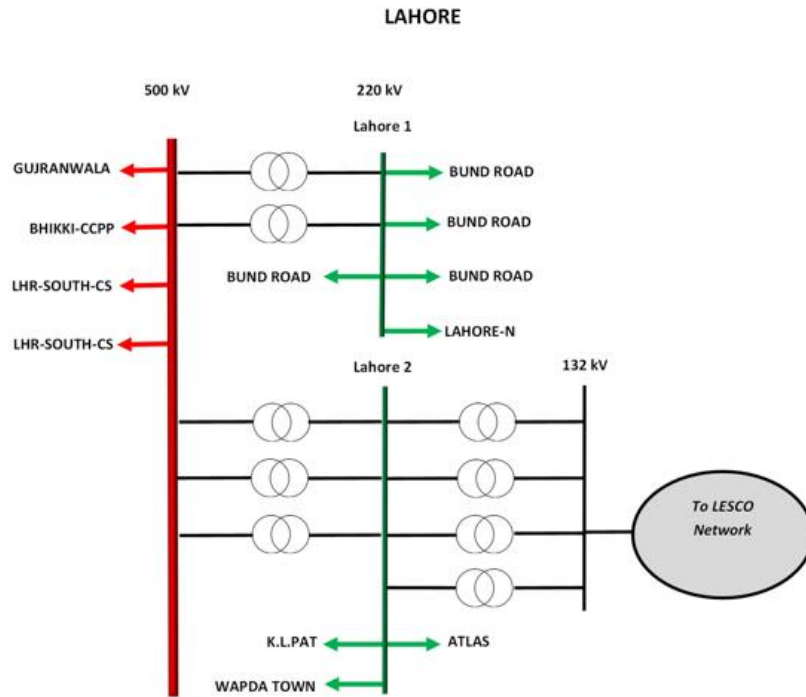 LAHORE
500 kV
220 kV
Lahore 1
GUJRANWALA
BUND ROAD
BHIKKI-CCPP
BUND ROAD
LHR-SOUTH-CS
BUND ROAD
BUND ROAD
LHR-SOUTH-CS
LAHORE-N
Lahore 2
132 kV
To LESCO
Network
K.L.PAT
ATLAS
WAPDA TOWN